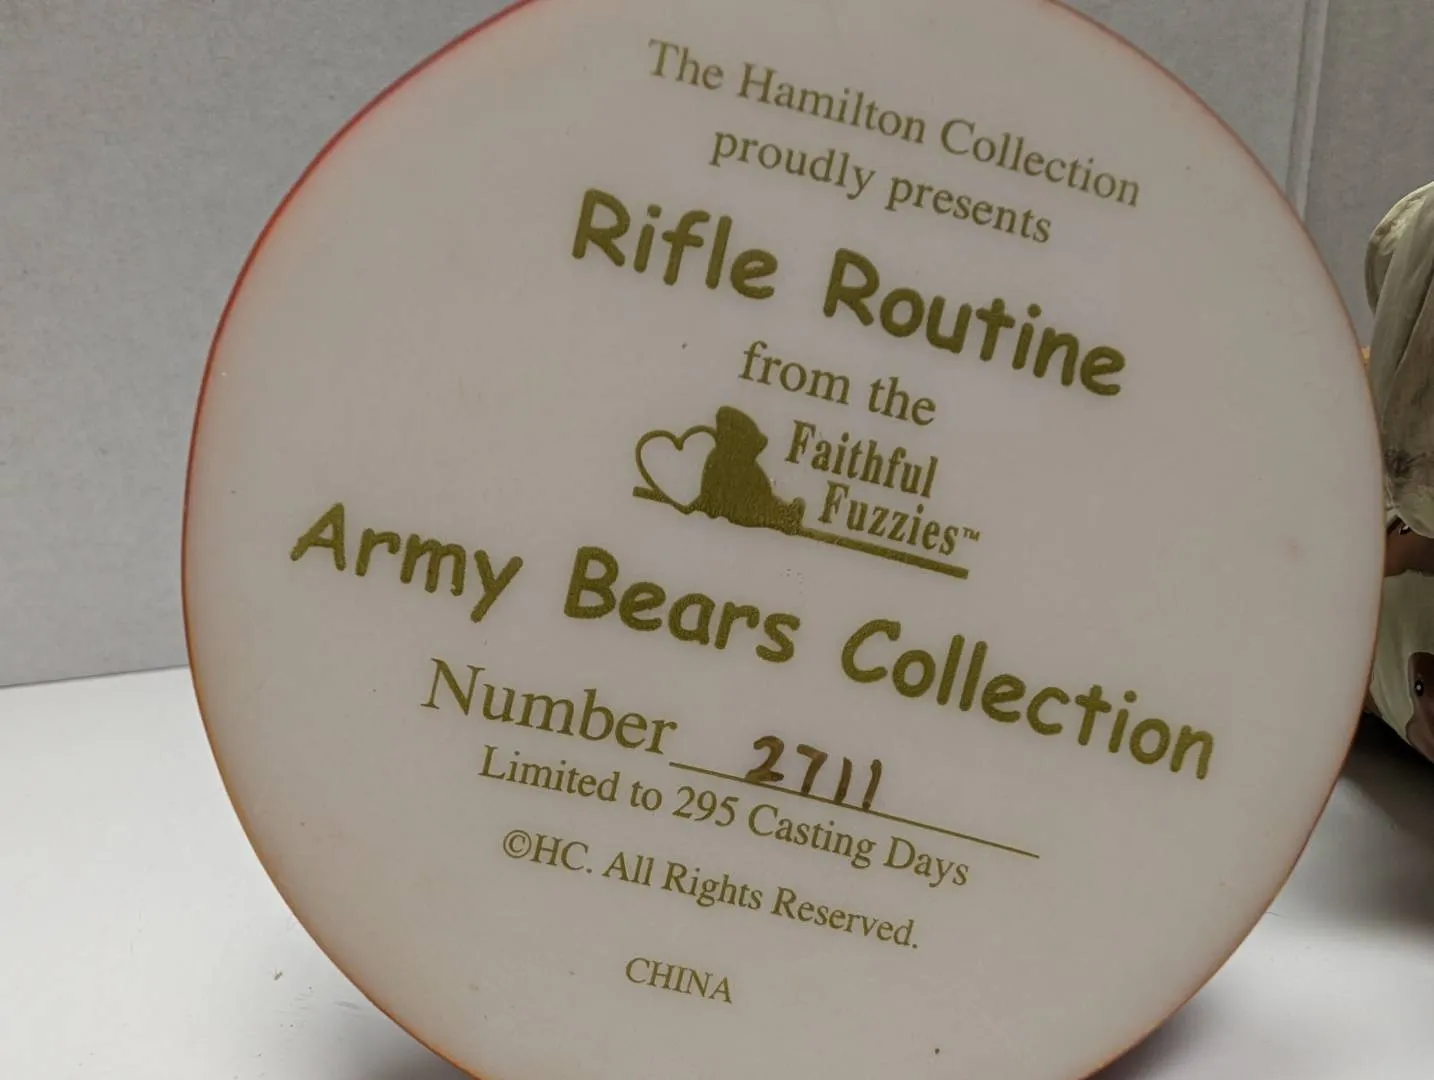 The Hamilton Collection
proudly presents
Rifle Routine
from the
Faithful
Fuzzies™
Army Bears Collection
Number 2711
Limited to 295 Casting Days
©HC. All Rights Reserved.
CHINA